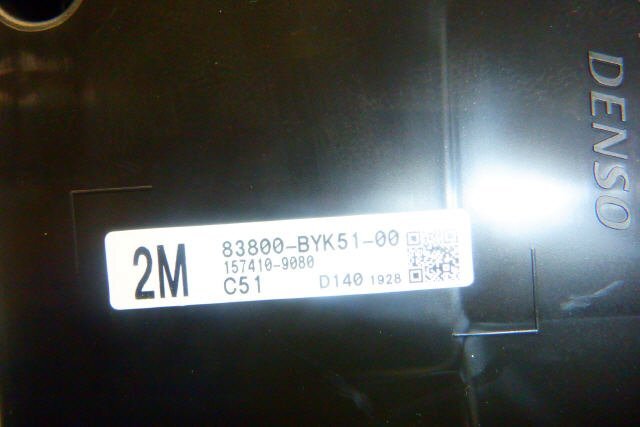 DENSO
2M
83800-BYK51-00
157410-9080
C51 D140 1928